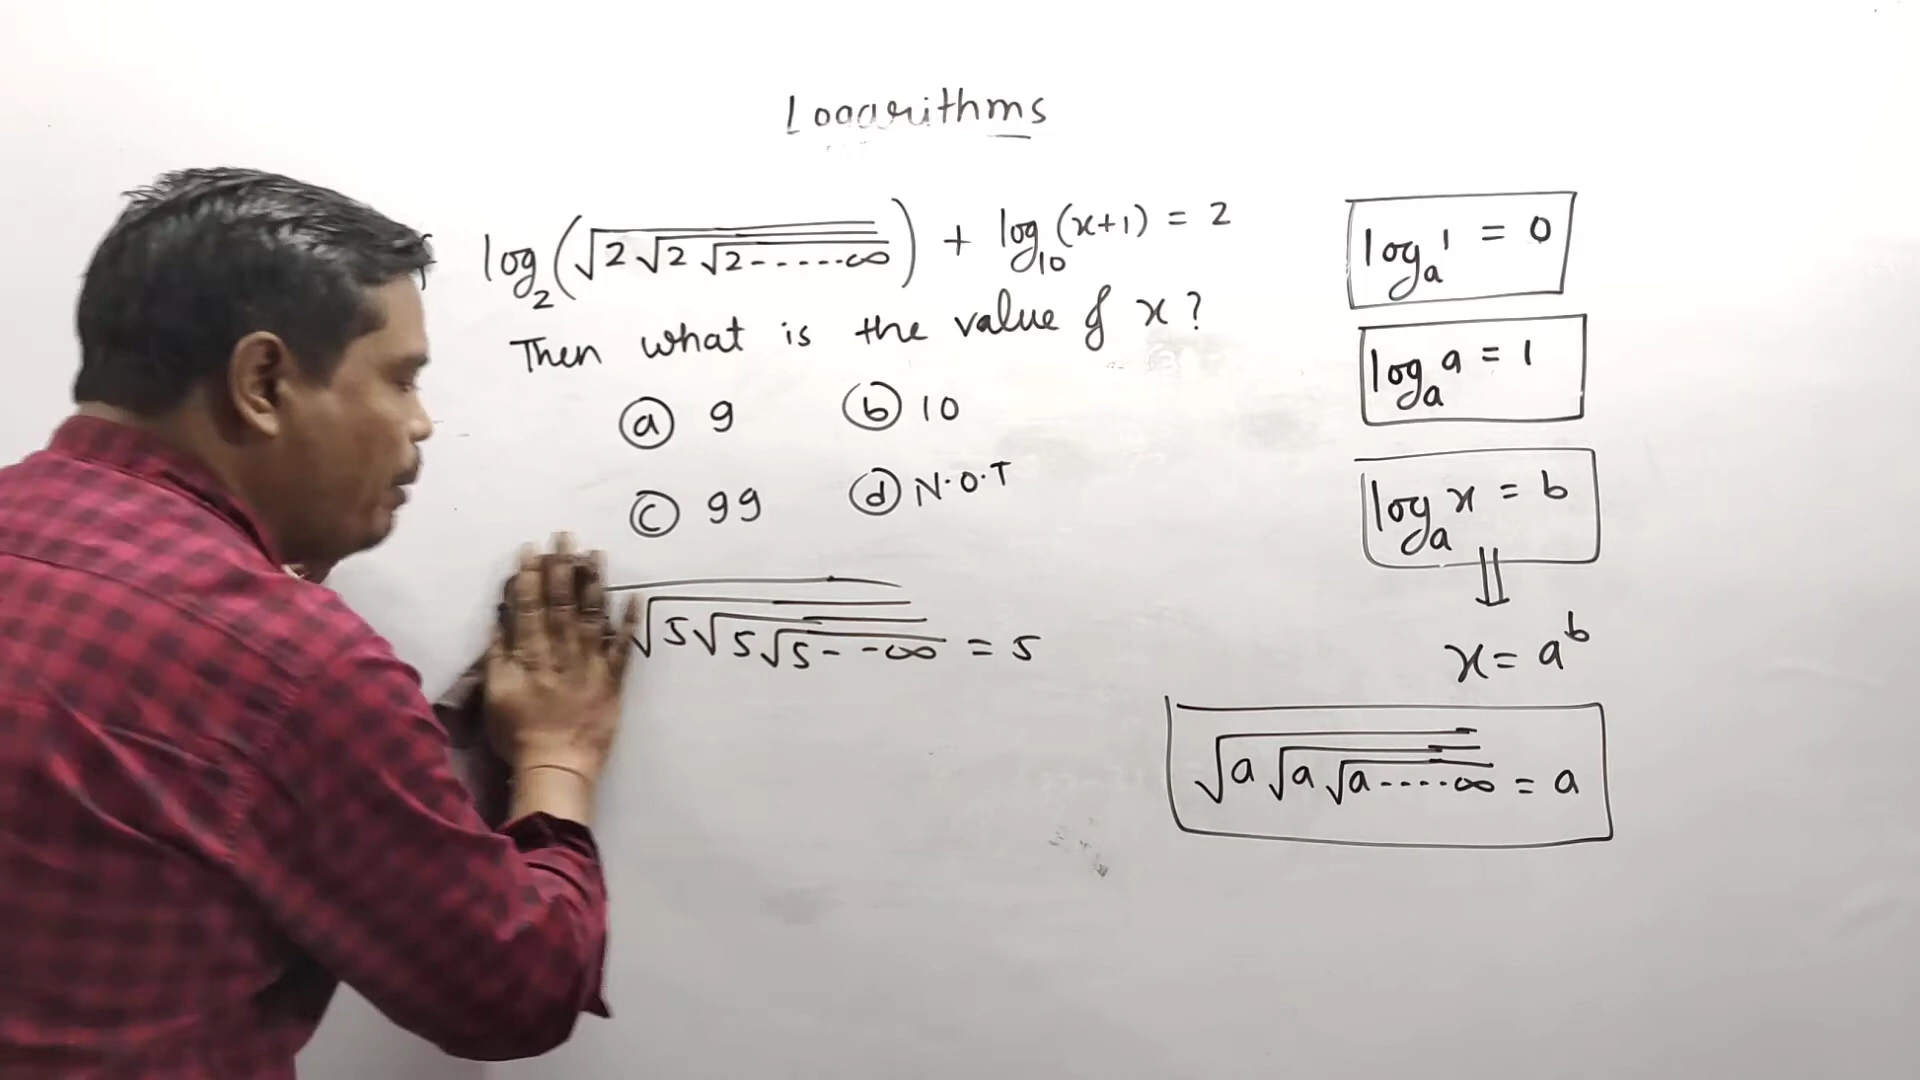 Logarithms
f log₂(√2√2√2-----∞) + log₁₀(x+1) = 2
Then what is the value of x?
(a) 9 (b) 10
(c) 99 (d) N.O.T
√5√5√5---∞ = 5
logₐ1 = 0
logₐa = 1
logₐx = b
⇓
x = aᵇ
√a√a√a----∞ = a